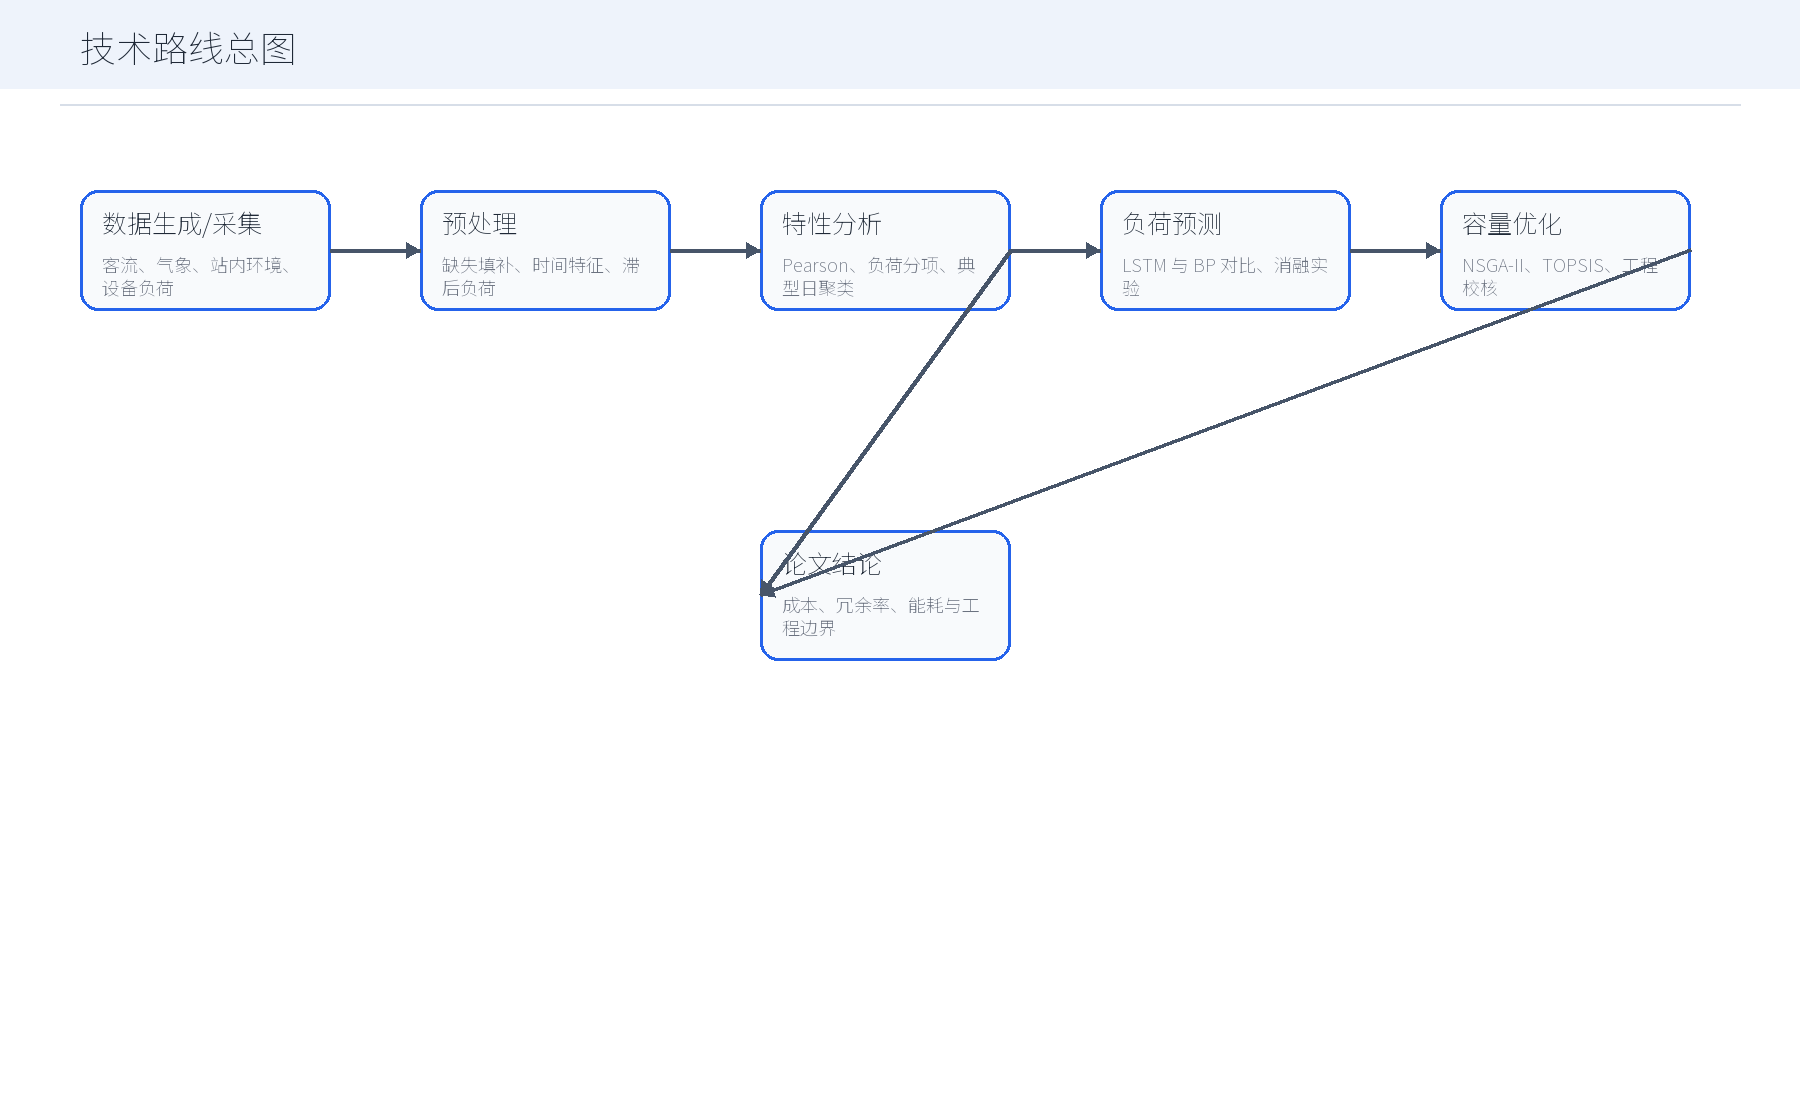 技术路线总图
数据生成/采集
客流、气象、站内环境、
设备负荷
预处理
缺失填补、时间特征、滞
后负荷
特性分析
Pearson、负荷分项、典
型日聚类
负荷预测
LSTM 与 BP 对比、消融实
验
容量优化
NSGA-II、TOPSIS、工程
校核
论文结论
成本、冗余率、能耗与工
程边界